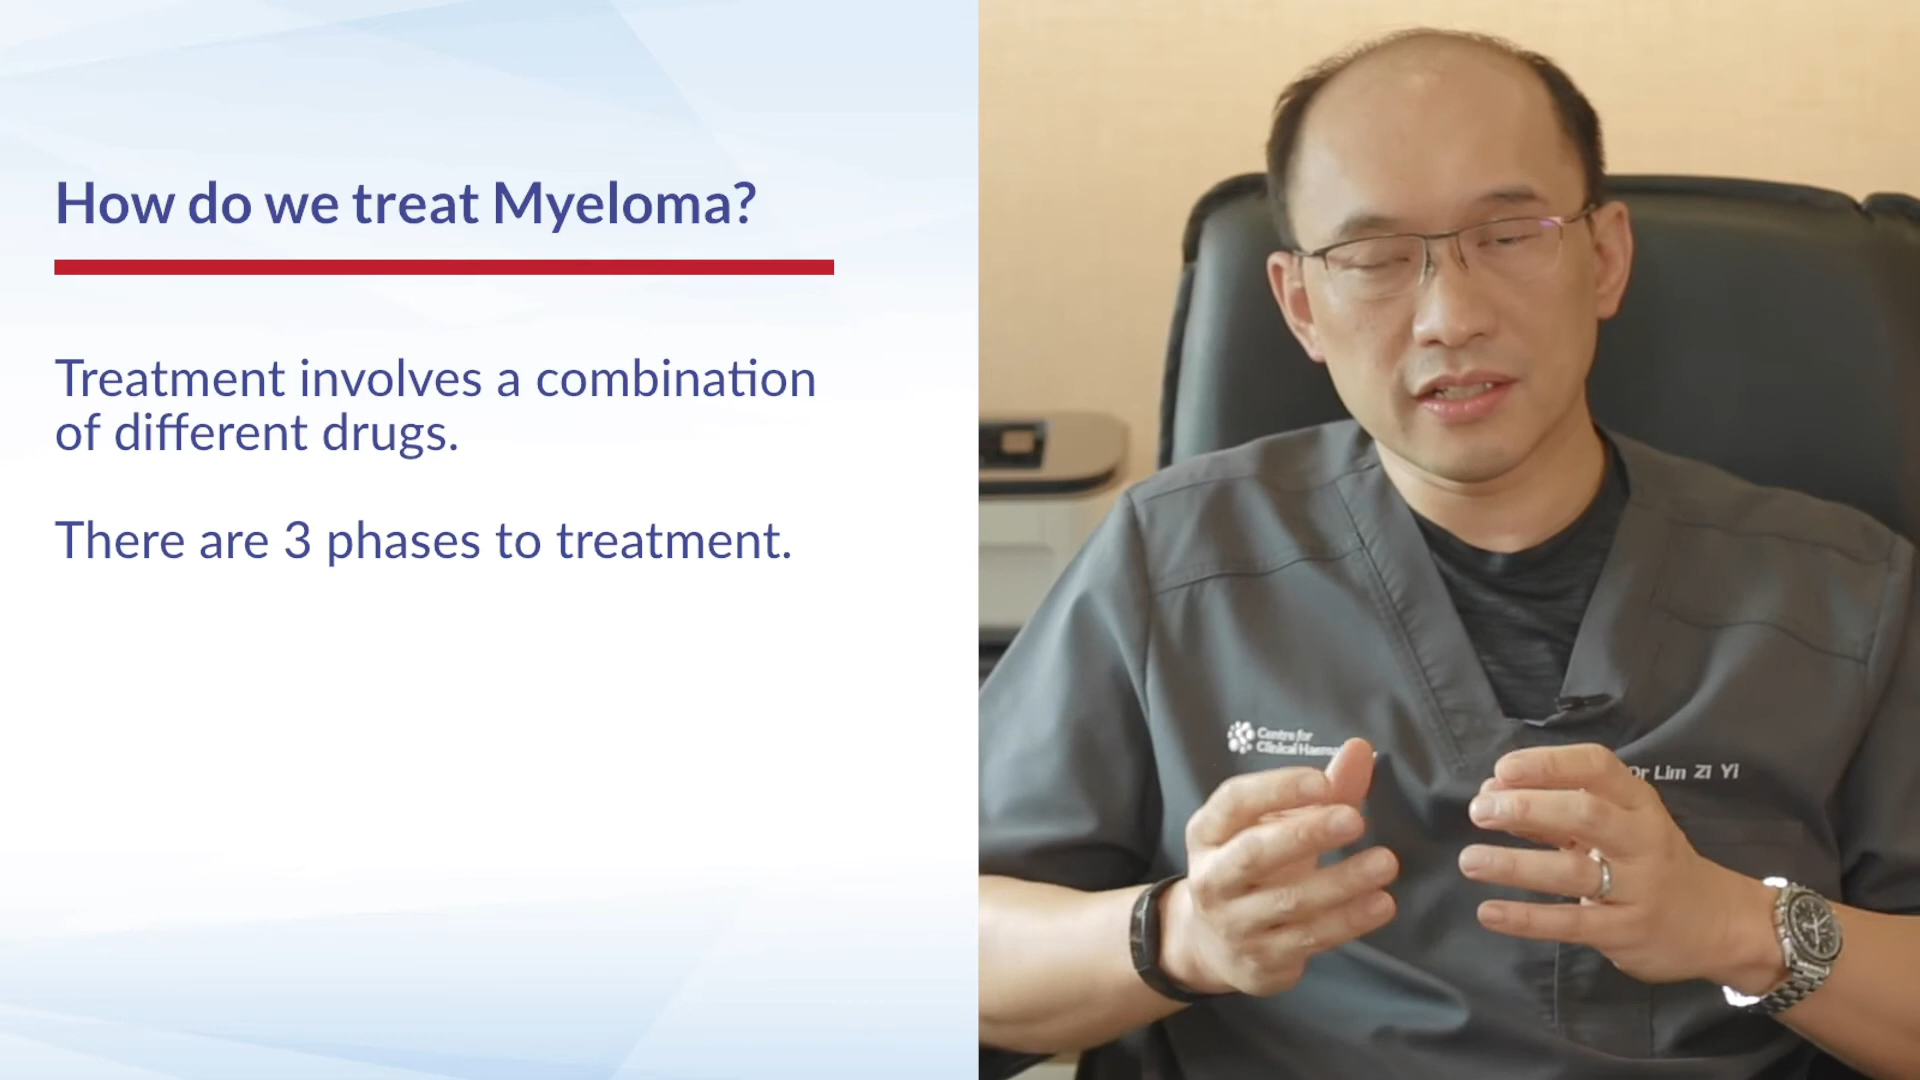 How do we treat Myeloma?
Treatment involves a combination
of different drugs.
There are 3 phases to treatment.
Centre for
Clinical
Dr Lim Zi Yi